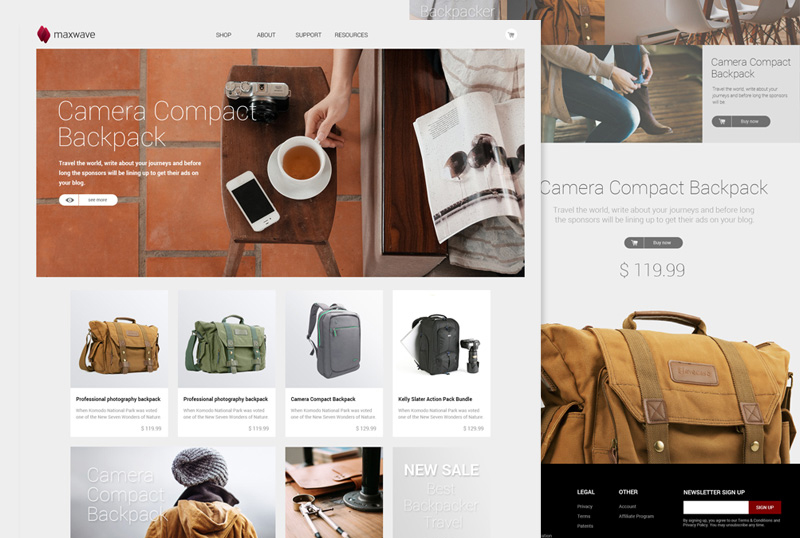 maxwave
SHOP
ABOUT
SUPPORT
RESOURCES
Camera Compact
Backpack
Travel the world, write about your journeys and before
long the sponsors will be lining up to get their ads on
your blog.
see more
Professional photography backpack
When Komodo National Park was voted
one of the New Seven Wonders of Nature
$ 119.99
Professional photography backpack
When Komodo National Park was voted
one of the New Seven Wonders of Nature
$ 119.99
Camera Compact Backpack
When Komodo National Park was voted
one of the New Seven Wonders of Nature
$ 129.99
Kelly Slater Action Pack Bundle
When Komodo National Park was voted
one of the New Seven Wonders of Nature
$ 129.99
Camera
Compact
Backpack
NEW SALE
Best
Backpacker
Travel
Backpacker
Camera Compact
Backpack
Travel the world, write about your
journeys and before long the sponsors
will be
Buy now
Camera Compact Backpack
Travel the world, write about your journeys and before long
the sponsors will be lining up to get their ads on your blog.
Buy now
$ 119.99
LEGAL
Privacy
Terms
Patents
OTHER
Account
Affiliate Program
NEWSLETTER SIGN UP
SIGN UP
By signing up, you agree to our Terms & Conditions and
Privacy Policy. You may unsubscribe any time.